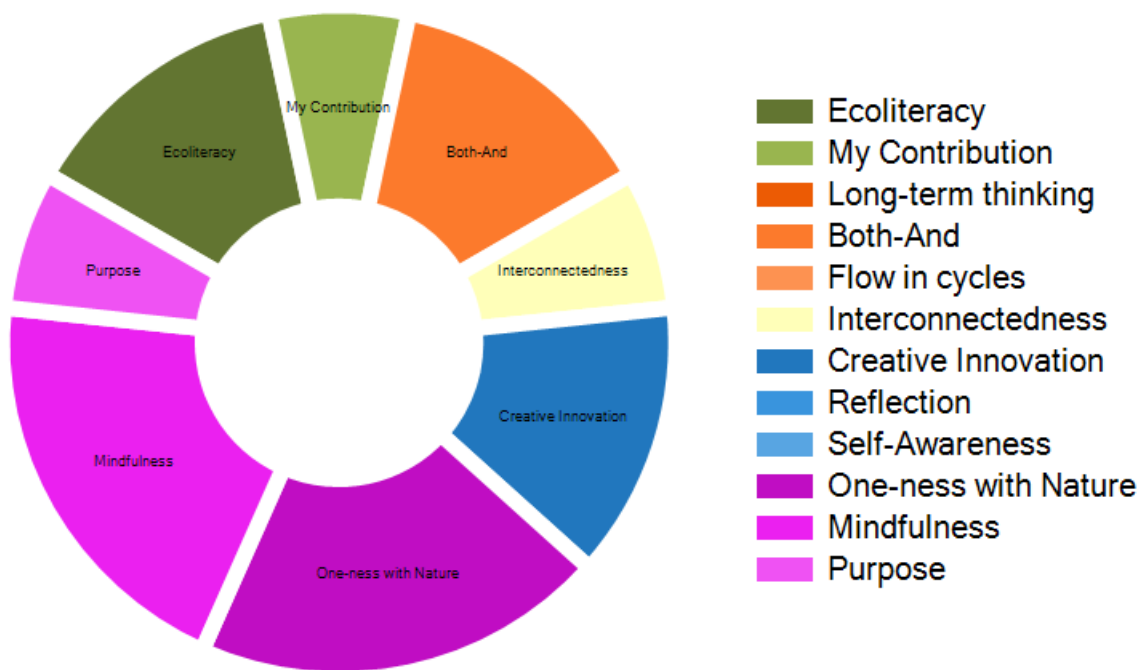 My Contribution
Ecoliteracy
Both-And
Purpose
Interconnectedness
Creative Innovation
Mindfulness
One-ness with Nature
Ecoliteracy
My Contribution
Long-term thinking
Both-And
Flow in cycles
Interconnectedness
Creative Innovation
Reflection
Self-Awareness
One-ness with Nature
Mindfulness
Purpose